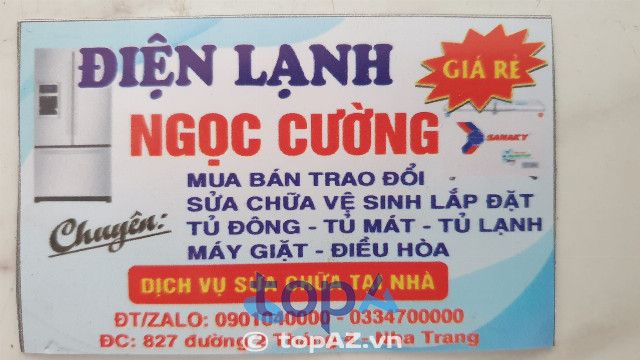 ĐIỆN LẠNH
GIÁ RẺ
NGỌC CƯỜNG
SANAKY
MUA BÁN TRAO ĐỔI
SỬA CHỮA VỆ SINH LẮP ĐẶT
Chuyên:
TỦ ĐÔNG - TỦ MÁT - TỦ LẠNH
MÁY GIẶT - ĐIỀU HÒA
DỊCH VỤ SỬA CHỮA TẠI NHÀ
topAZ
ĐT/ZALO: 0901040000 - 0334700000
ĐC: 827 đường 2 Nha Trang
© topAZ.vn